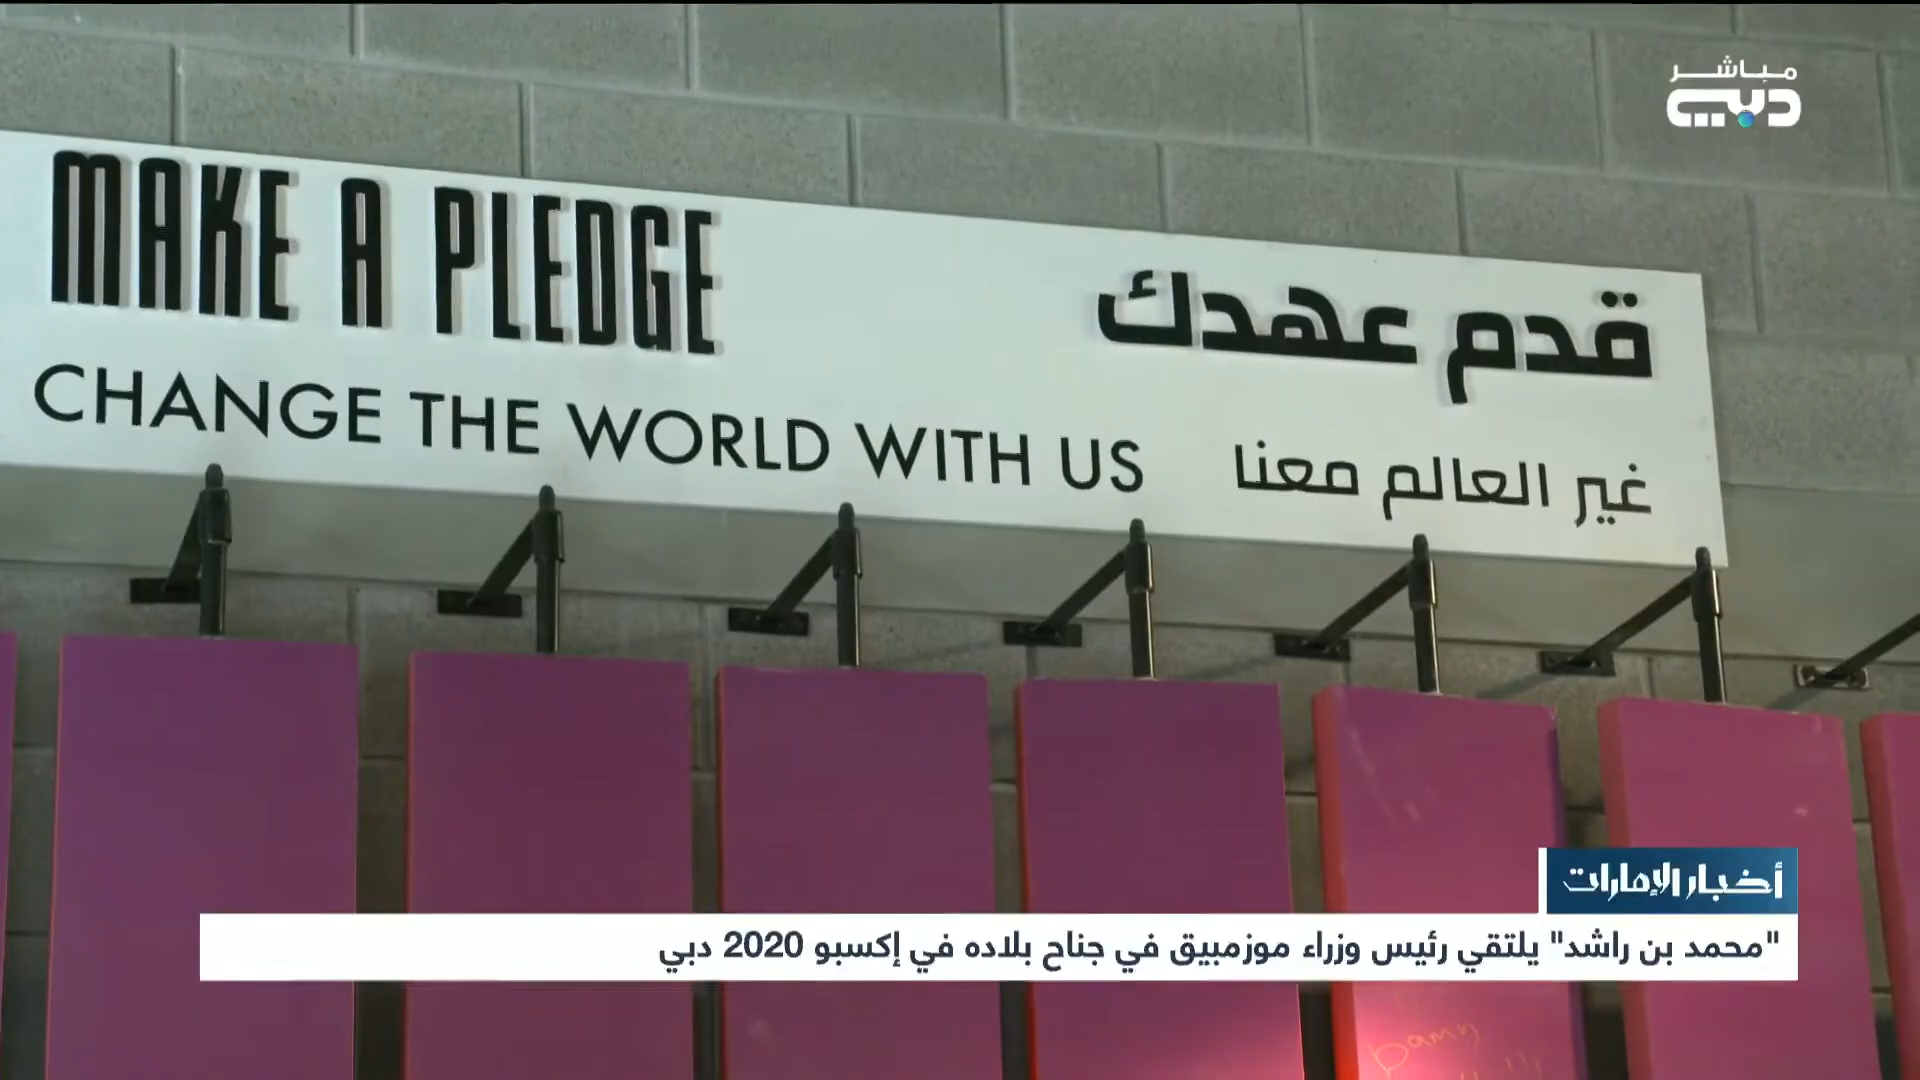 مباشر
دبي
MAKE A PLEDGE
قدم عهدك
CHANGE THE WORLD WITH US
غير العالم معنا
أخبار الإمارات
"محمد بن راشد" يلتقي رئيس وزراء موزمبيق في جناح بلاده في إكسبو 2020 دبي